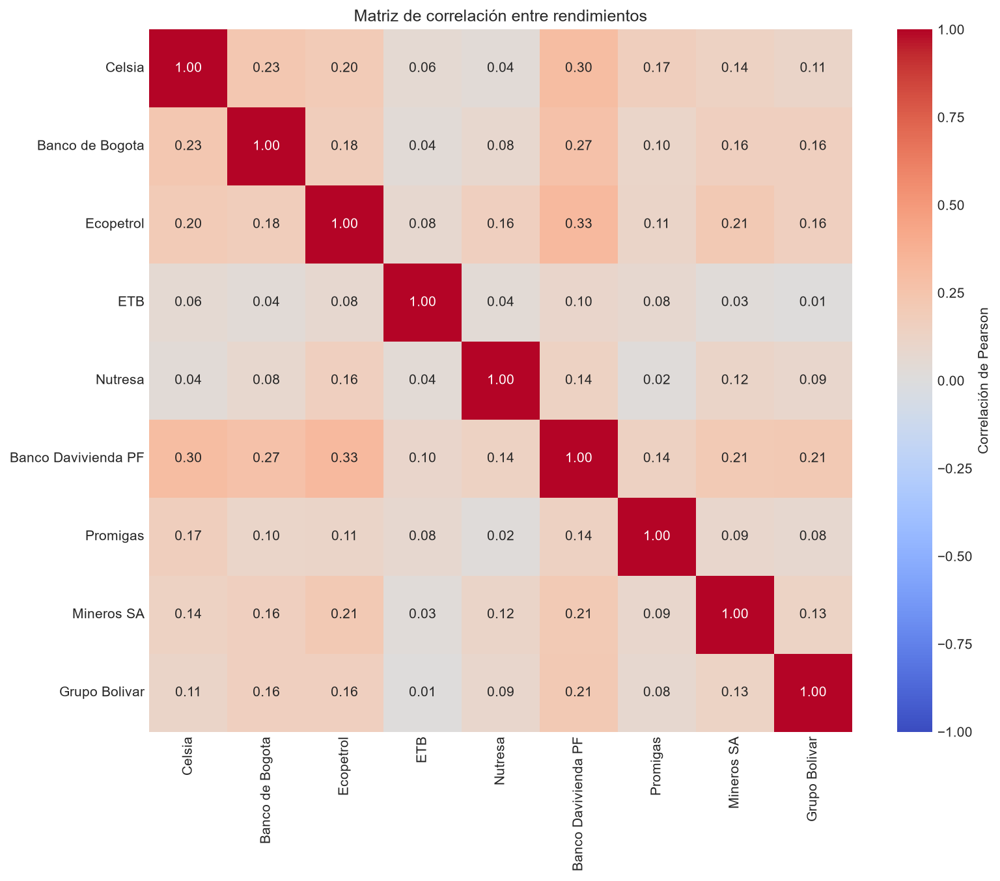 Matriz de correlación entre rendimientos
Celsia 1.00 0.23 0.20 0.06 0.04 0.30 0.17 0.14 0.11
Banco de Bogota 0.23 1.00 0.18 0.04 0.08 0.27 0.10 0.16 0.16
Ecopetrol 0.20 0.18 1.00 0.08 0.16 0.33 0.11 0.21 0.16
ETB 0.06 0.04 0.08 1.00 0.04 0.10 0.08 0.03 0.01
Nutresa 0.04 0.08 0.16 0.04 1.00 0.14 0.02 0.12 0.09
Banco Davivienda PF 0.30 0.27 0.33 0.10 0.14 1.00 0.14 0.21 0.21
Promigas 0.17 0.10 0.11 0.08 0.02 0.14 1.00 0.09 0.08
Mineros SA 0.14 0.16 0.21 0.03 0.12 0.21 0.09 1.00 0.13
Grupo Bolivar 0.11 0.16 0.16 0.01 0.09 0.21 0.08 0.13 1.00
Celsia
Banco de Bogota
Ecopetrol
ETB
Nutresa
Banco Davivienda PF
Promigas
Mineros SA
Grupo Bolivar
1.00
0.75
0.50
0.25
0.00
−0.25
−0.50
−0.75
−1.00
Correlación de Pearson